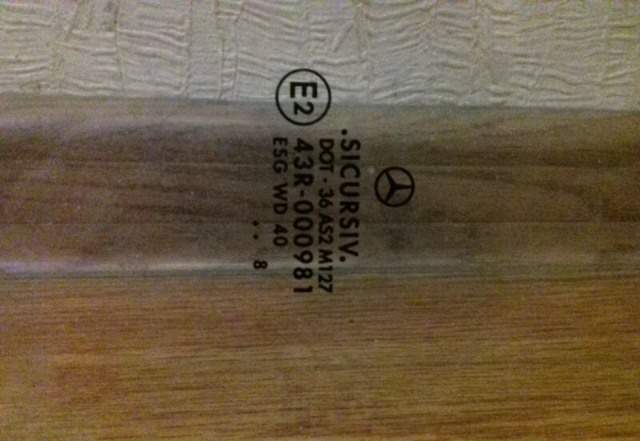 .SICURSIV.
DOT - 36 AS2 M127
43R-000981
E2
ESG WD 40
.. 8